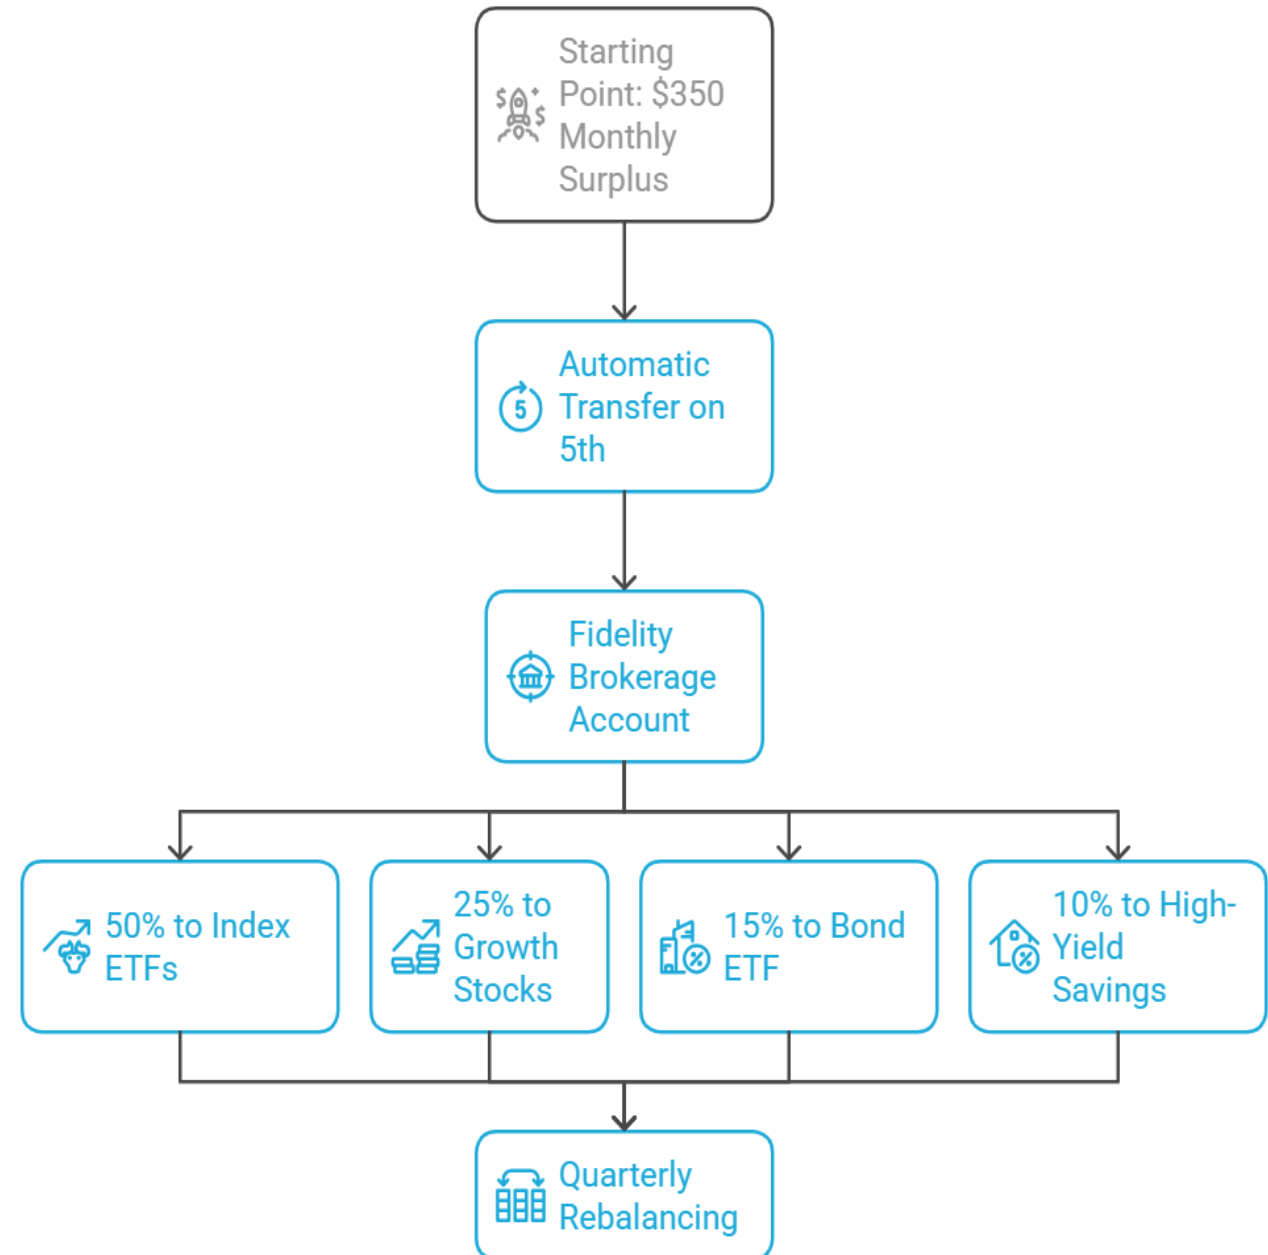 Starting
Point: $350
Monthly
Surplus
$
$
5
Automatic
Transfer on
5th
Fidelity
Brokerage
Account
50% to Index
ETFs
25% to
Growth
Stocks
%
15% to Bond
ETF
%
10% to High-
Yield
Savings
Quarterly
Rebalancing